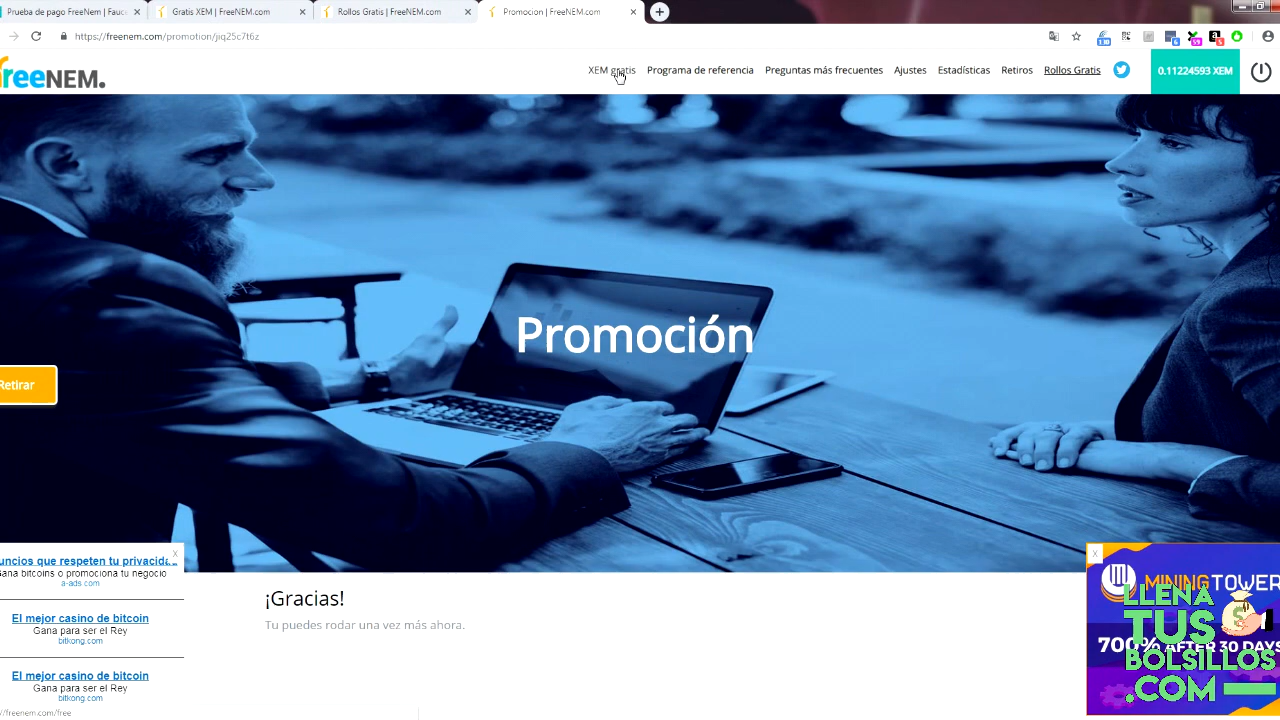 Prueba de pago FreeNem | Fauc
Gratis XEM | FreeNEM.com
Rollos Gratis | FreeNEM.com
Promocion | FreeNEM.com
https://freenem.com/promotion/jiq25c7t6z
freeNEM.
XEM gratis
Programa de referencia
Preguntas más frecuentes
Ajustes
Estadísticas
Retiros
Rollos Gratis
0.11224593 XEM
Promoción
Retirar
uncios que respeten tu privacida
Gana bitcoins o promociona tu negocio
a-ads.com
El mejor casino de bitcoin
Gana para ser el Rey
bitkong.com
El mejor casino de bitcoin
Gana para ser el Rey
bitkong.com
¡Gracias!
Tu puedes rodar una vez más ahora.
X
X
MININGTOWER
700% AFTER 30 DAYS
LLENA
TUS
BOLSILLOS
.COM
//freenem.com/free